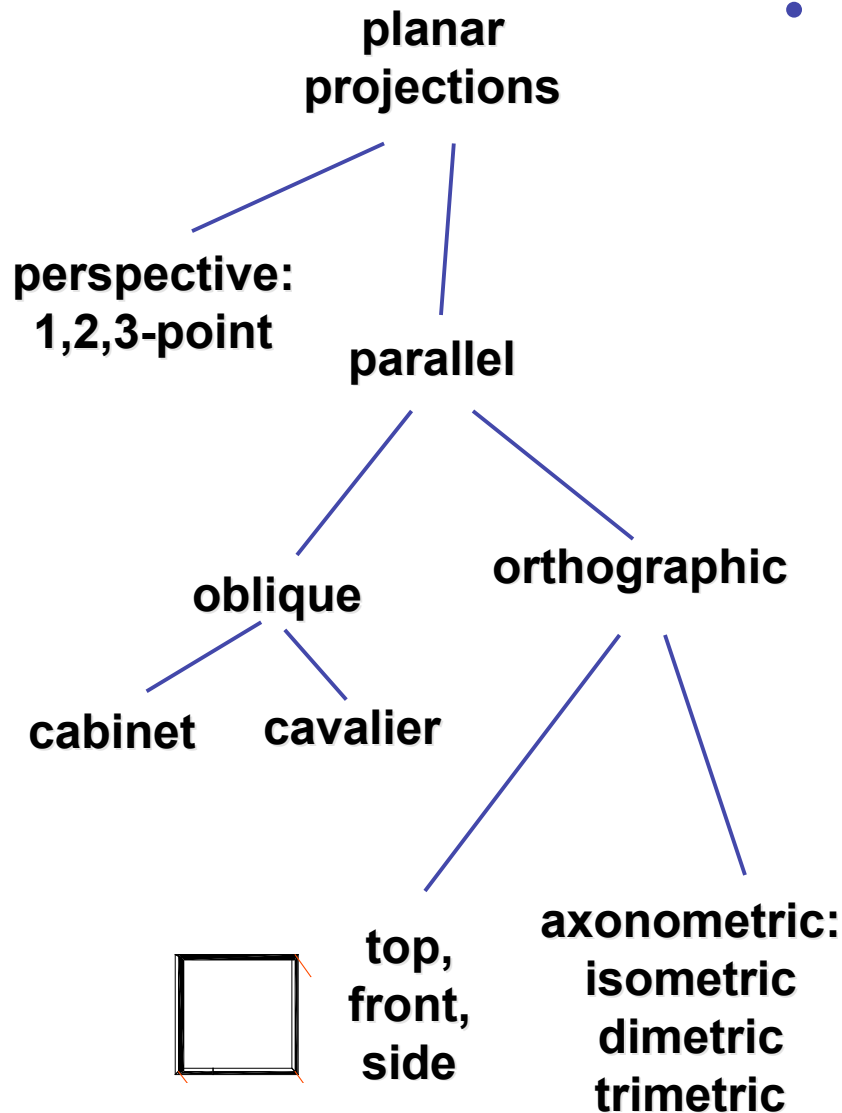 planar
projections
perspective:
1,2,3-point
parallel
oblique
orthographic
cabinet
cavalier
top,
front,
side
axonometric:
isometric
dimetric
trimetric